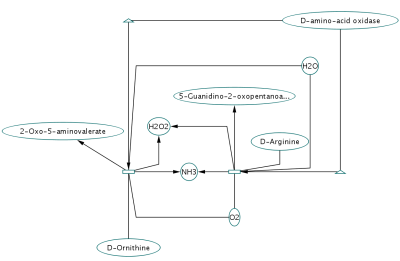 D-amino-acid oxidase
H2O
5-Guanidino-2-oxopentanoa...
2-Oxo-5-aminovalerate
H2O2
D-Arginine
NH3
O2
D-Ornithine